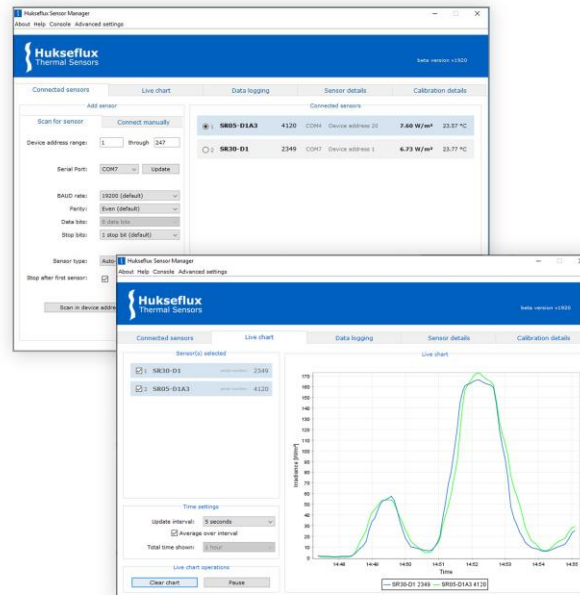 Hukseflux Sensor Manager
About Help Console Advanced settings
Hukseflux
Thermal Sensors
beta version v1920
Connected sensors Live chart Data logging Sensor details Calibration details
Add sensor
Connected sensors
Scan for sensor Connect manually
1 SR05-D1A3 4120 COM4 Device address 20 7.60 W/m² 23.57 °C
2 SR30-D1 2349 COM7 Device address 1 6.73 W/m² 23.77 °C
Device address range: 1 through 247
Serial Port: COM7 Update
BAUD rate: 19200 (default)
Parity: Even (default)
Data bits: 8 data bits
Stop bits: 1 stop bit (default)
Sensor type: Auto-
Stop after first sensor:
Scan in device addre
Hukseflux Sensor Manager
About Help Console Advanced settings
Hukseflux
Thermal Sensors
beta version v1920
Connected sensors Live chart Data logging Sensor details Calibration details
Sensor(s) selected
1 SR30-D1 2349
2 SR05-D1A3 4120
Time settings
Update interval: 5 seconds
Average over interval
Total time shown: 1 hour
Live chart operations
Clear chart Pause
Live chart
Irradiance [W/m²]
170
160
150
140
130
120
110
100
90
80
70
60
50
40
30
20
10
0
14:48 14:49 14:50 14:51 14:52 14:53 14:54 14:55
Time
SR30-D1 2349 SR05-D1A3 4120